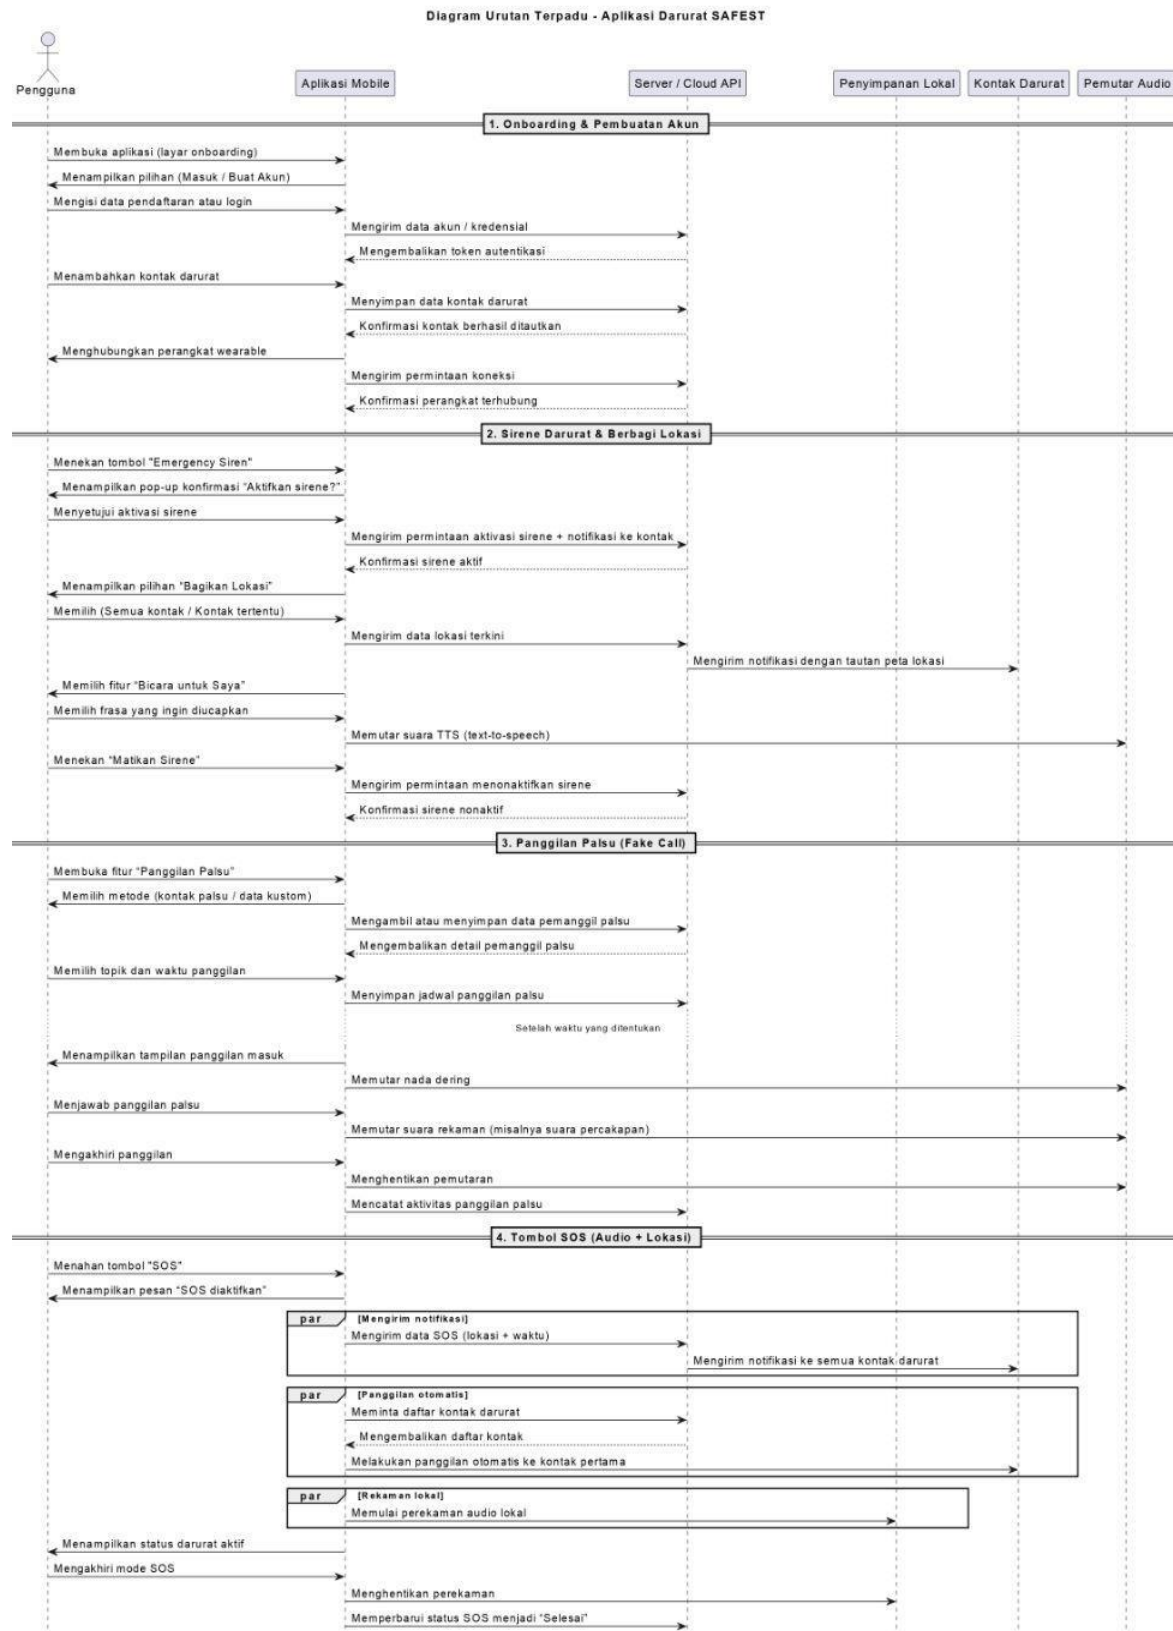 Diagram Urutan Terpadu - Aplikasi Darurat SAFEST
Pengguna
Aplikasi Mobile
Server / Cloud API
Penyimpanan Lokal
Kontak Darurat
Pemutar Audio
1. Onboarding & Pembuatan Akun
Membuka aplikasi (layar onboarding)
Menampilkan pilihan (Masuk / Buat Akun)
Mengisi data pendaftaran atau login
Mengirim data akun / kredensial
Mengembalikan token autentikasi
Menambahkan kontak darurat
Menyimpan data kontak darurat
Konfirmasi kontak berhasil ditautkan
Menghubungkan perangkat wearable
Mengirim permintaan koneksi
Konfirmasi perangkat terhubung
2. Sirene Darurat & Berbagi Lokasi
Menekan tombol "Emergency Siren"
Menampilkan pop-up konfirmasi “Aktifkan sirene?”
Menyetujui aktivasi sirene
Mengirim permintaan aktivasi sirene + notifikasi ke kontak
Konfirmasi sirene aktif
Menampilkan pilihan “Bagikan Lokasi”
Memilih (Semua kontak / Kontak tertentu)
Mengirim data lokasi terkini
Mengirim notifikasi dengan tautan peta lokasi
Memilih fitur “Bicara untuk Saya”
Memilih frasa yang ingin diucapkan
Memutar suara TTS (text-to-speech)
Menekan “Matikan Sirene”
Mengirim permintaan menonaktifkan sirene
Konfirmasi sirene nonaktif
3. Panggilan Palsu (Fake Call)
Membuka fitur “Panggilan Palsu”
Memilih metode (kontak palsu / data kustom)
Mengambil atau menyimpan data pemanggil palsu
Mengembalikan detail pemanggil palsu
Memilih topik dan waktu panggilan
Menyimpan jadwal panggilan palsu
Setelah waktu yang ditentukan
Menampilkan tampilan panggilan masuk
Memutar nada dering
Menjawab panggilan palsu
Memutar suara rekaman (misalnya suara percakapan)
Mengakhiri panggilan
Menghentikan pemutaran
Mencatat aktivitas panggilan palsu
4. Tombol SOS (Audio + Lokasi)
Menahan tombol "SOS"
Menampilkan pesan “SOS diaktifkan”
par [Mengirim notifikasi]
Mengirim data SOS (lokasi + waktu)
Mengirim notifikasi ke semua kontak darurat
par [Panggilan otomatis]
Meminta daftar kontak darurat
Mengembalikan daftar kontak
Melakukan panggilan otomatis ke kontak pertama
par [Rekaman lokal]
Memulai perekaman audio lokal
Menampilkan status darurat aktif
Mengakhiri mode SOS
Menghentikan perekaman
Memperbarui status SOS menjadi “Selesai”